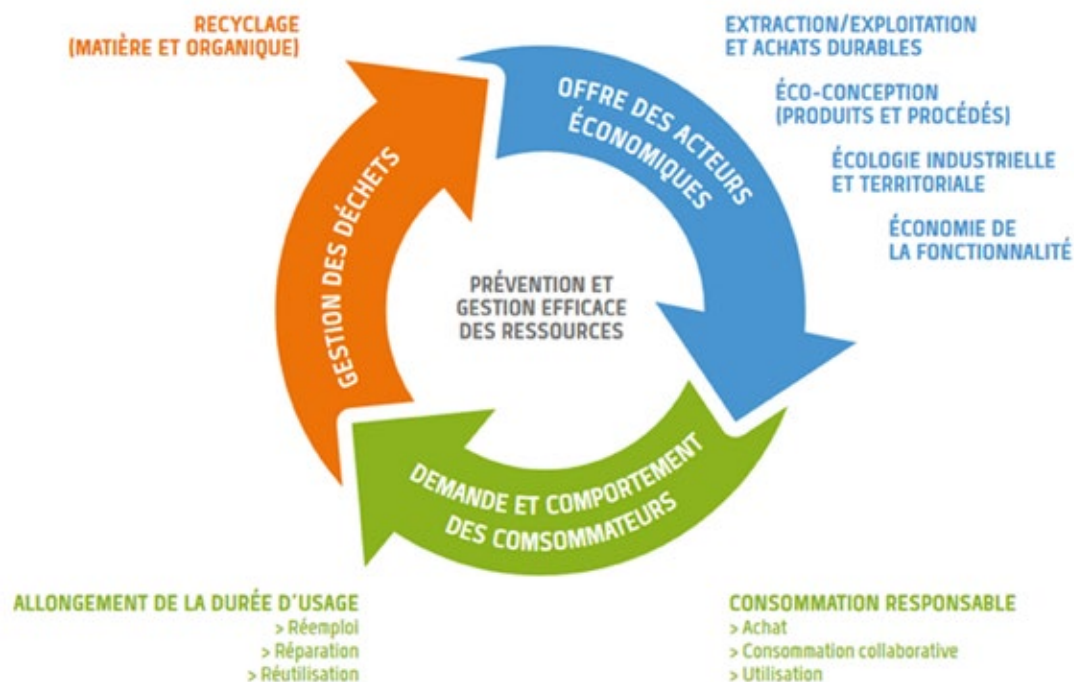 RECYCLAGE
(MATIÈRE ET ORGANIQUE)
EXTRACTION/EXPLOITATION
ET ACHATS DURABLES
ÉCO-CONCEPTION
(PRODUITS ET PROCÉDÉS)
ÉCOLOGIE INDUSTRIELLE
ET TERRITORIALE
ÉCONOMIE DE
LA FONCTIONNALITÉ
OFFRE DES ACTEURS
ÉCONOMIQUES
GESTION DES DÉCHETS
PRÉVENTION ET
GESTION EFFICACE
DES RESSOURCES
DEMANDE ET COMPORTEMENT
DES COMSOMMATEURS
ALLONGEMENT DE LA DURÉE D'USAGE
> Réemploi
> Réparation
> Réutilisation
CONSOMMATION RESPONSABLE
> Achat
> Consommation collaborative
> Utilisation